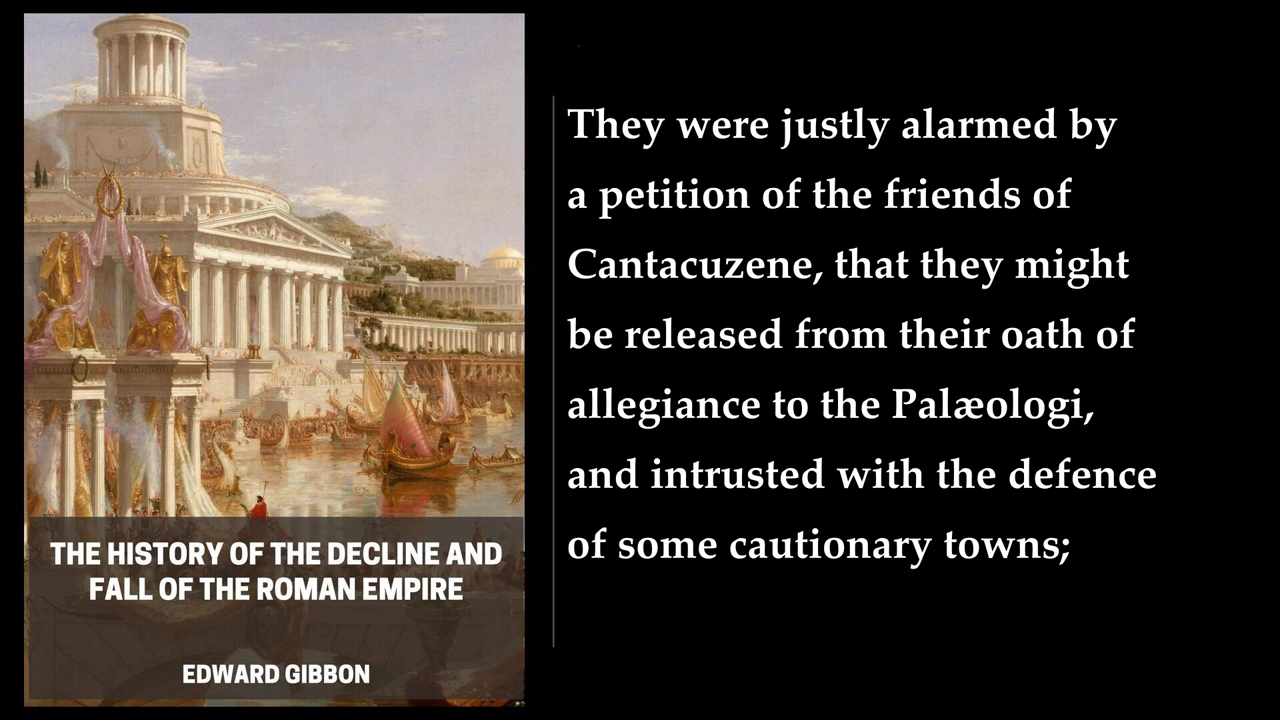 THE HISTORY OF THE DECLINE AND
FALL OF THE ROMAN EMPIRE
EDWARD GIBBON
They were justly alarmed by
a petition of the friends of
Cantacuzene, that they might
be released from their oath of
allegiance to the Palæologi,
and intrusted with the defence
of some cautionary towns;